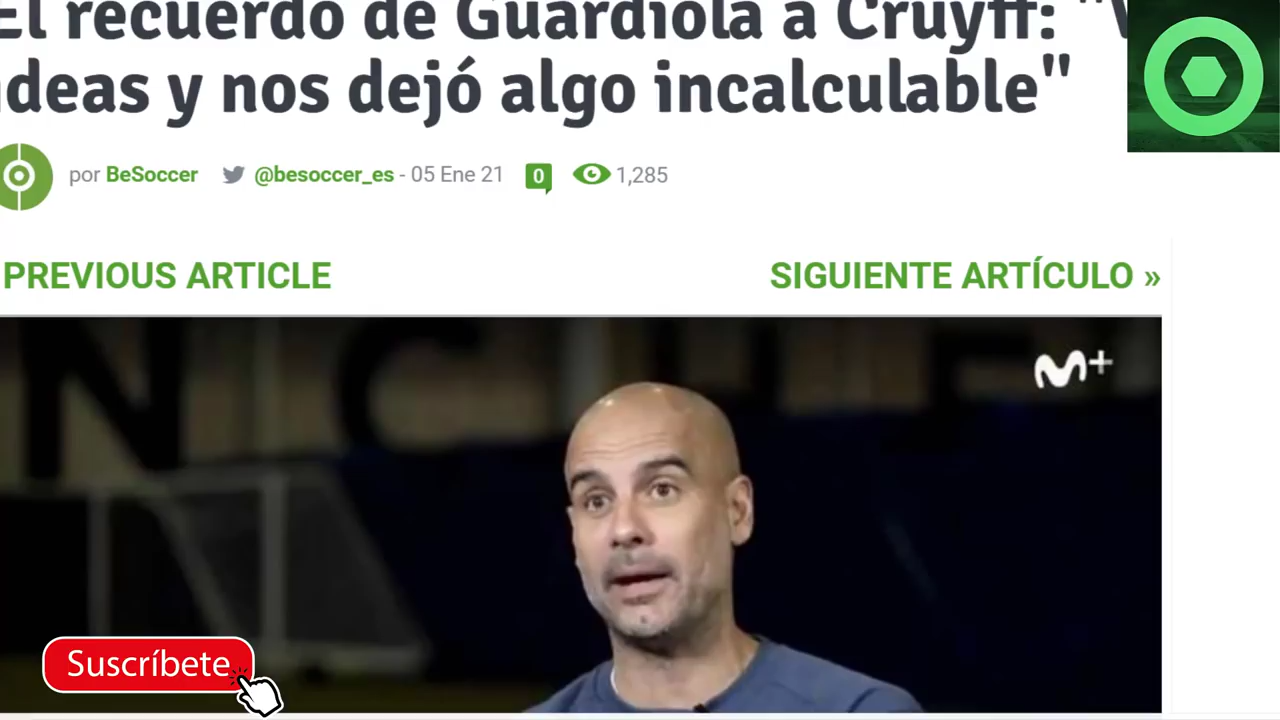 El recuerdo de Guardiola a Cruyff: "
deas y nos dejó algo incalculable"
por BeSoccer @besoccer_es - 05 Ene 21 0 1,285
PREVIOUS ARTICLE SIGUIENTE ARTÍCULO »
M+
Suscríbete